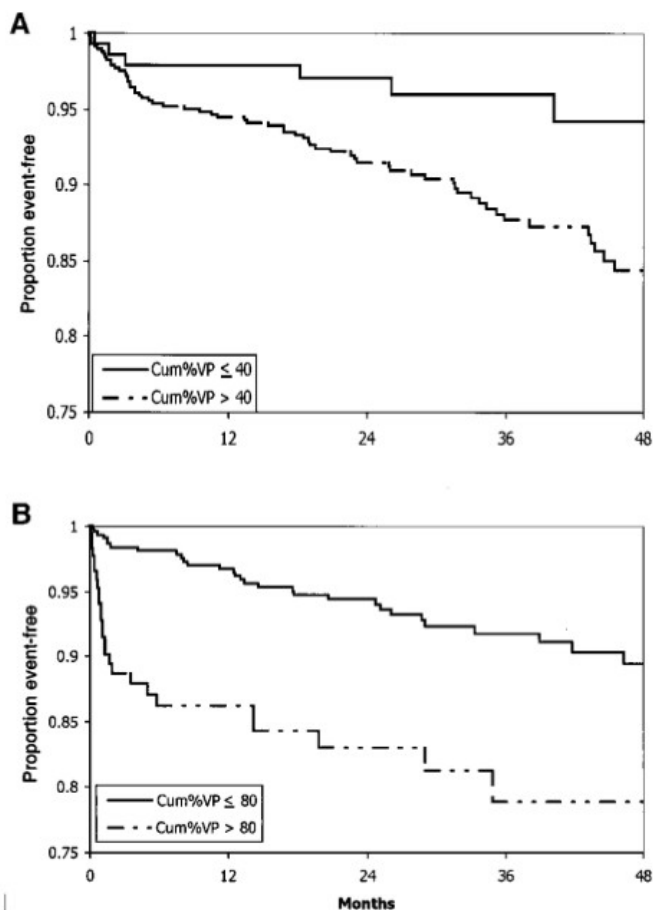 A
1
0.95
0.9
0.85
0.8
0.75
Proportion event-free
Cum%VP ≤ 40
Cum%VP > 40
0 12 24 36 48
B
1
0.95
0.9
0.85
0.8
0.75
Proportion event-free
Cum%VP ≤ 80
Cum%VP > 80
0 12 24 36 48
Months